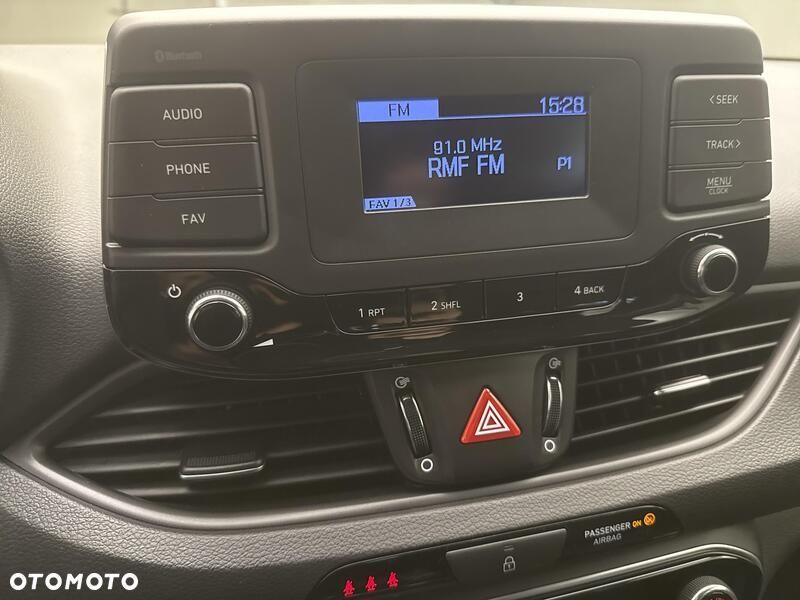 Bluetooth
AUDIO
PHONE
FAV
FM 15:28
91.0 MHz
RMF FM P1
FAV 1/3
< SEEK
TRACK >
MENU
CLOCK
1 RPT
2 SHFL
3
4 BACK
PASSENGER ON
AIRBAG
OTOMOTO